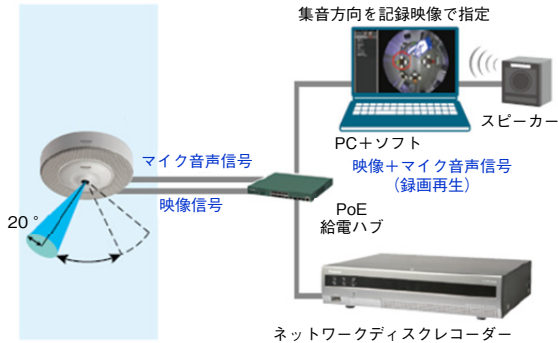 集音方向を記録映像で指定
スピーカー
PC＋ソフト
マイク音声信号
映像＋マイク音声信号
（録画再生）
映像信号
PoE
給電ハブ
20°
ネットワークディスクレコーダー